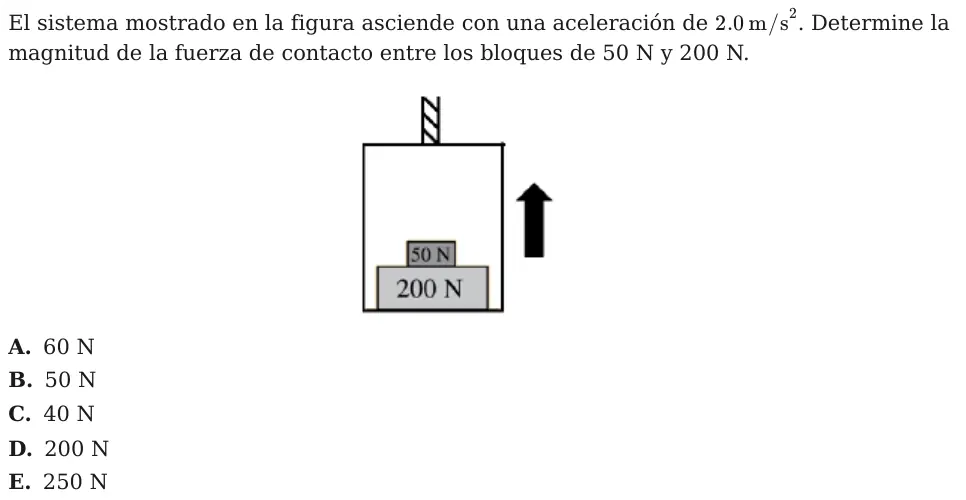 El sistema mostrado en la figura asciende con una aceleración de 2.0 m/s². Determine la
magnitud de la fuerza de contacto entre los bloques de 50 N y 200 N.
50 N
200 N
A. 60 N
B. 50 N
C. 40 N
D. 200 N
E. 250 N